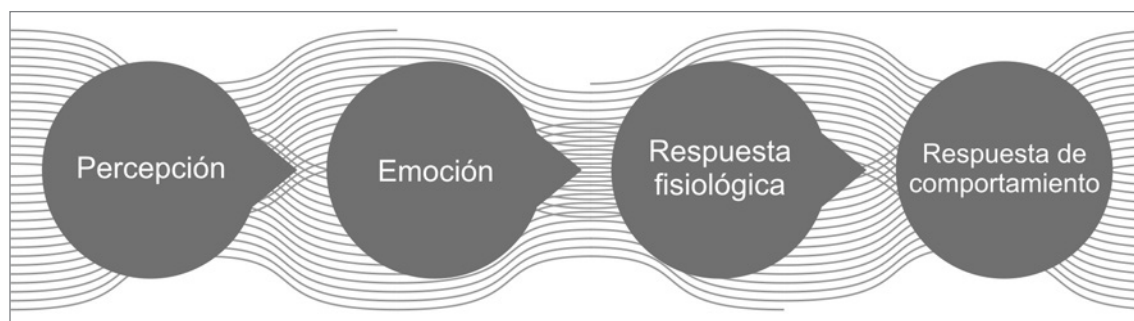 Percepción
Emoción
Respuesta
fisiológica
Respuesta de
comportamiento